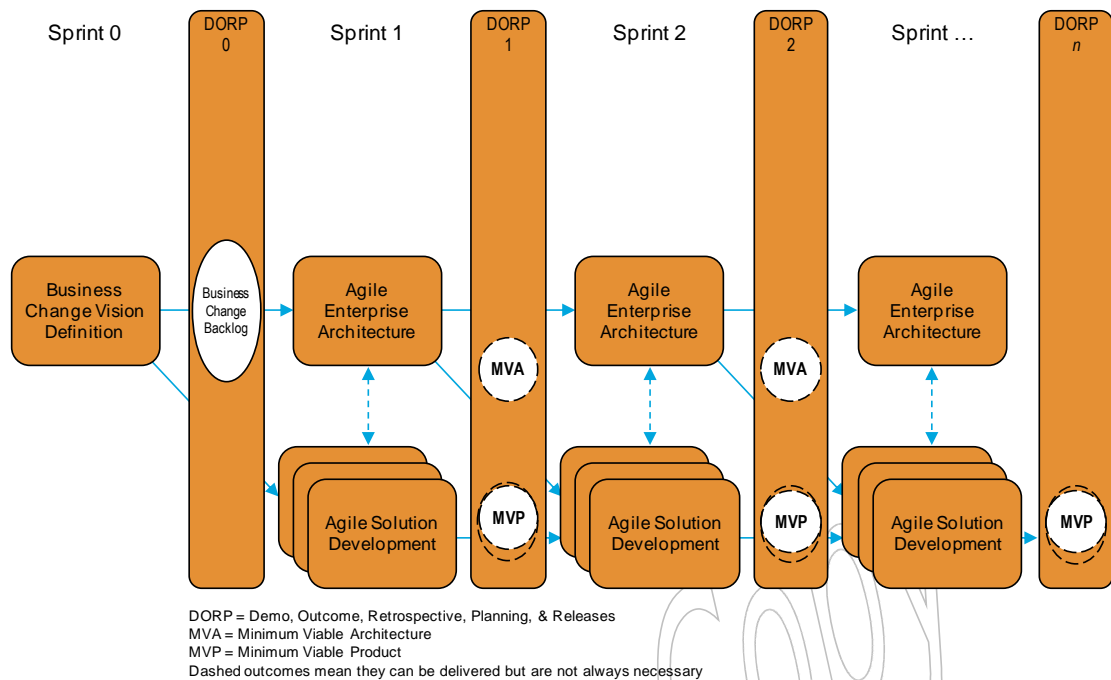 Sprint 0
DORP
0
Sprint 1
DORP
1
Sprint 2
DORP
2
Sprint …
DORP
n
Business
Change Vision
Definition
Business
Change
Backlog
Agile
Enterprise
Architecture
MVA
Agile
Enterprise
Architecture
MVA
Agile
Enterprise
Architecture
Agile Solution
Development
MVP
Agile Solution
Development
MVP
Agile Solution
Development
MVP
DORP = Demo, Outcome, Retrospective, Planning, & Releases
MVA = Minimum Viable Architecture
MVP = Minimum Viable Product
Dashed outcomes mean they can be delivered but are not always necessary